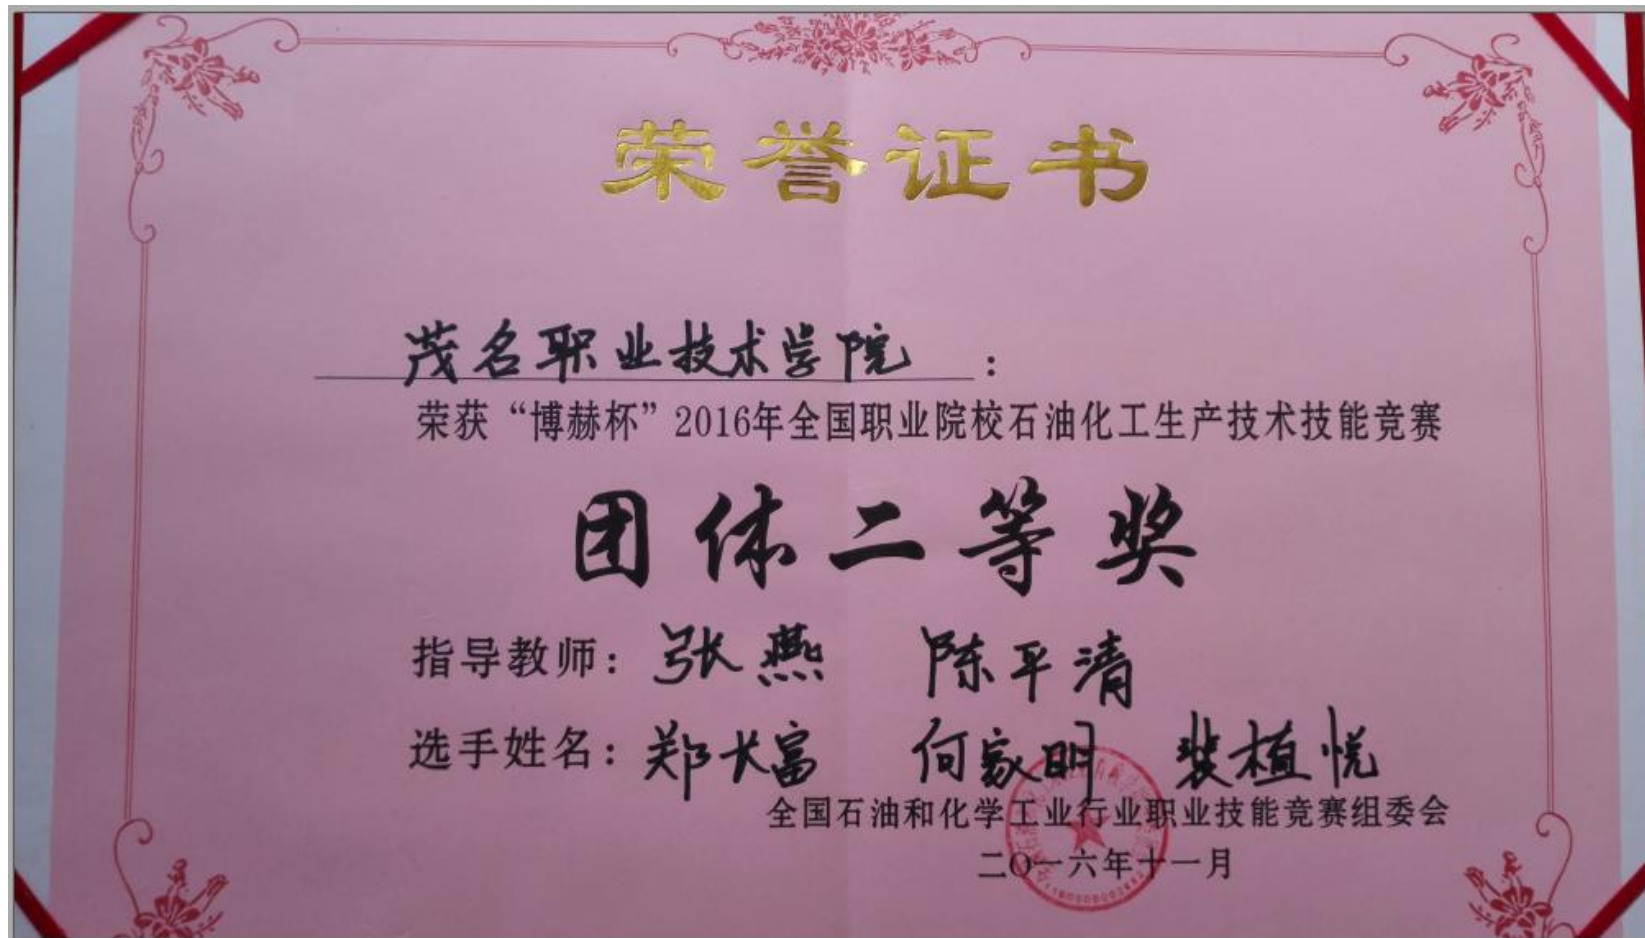 荣誉证书
茂名职业技术学院：
荣获“博赫杯”2016年全国职业院校石油化工生产技术技能竞赛
团体二等奖
指导教师：张燕 陈平清
选手姓名：郑大富 何家明 裴植悦
全国石油和化学工业行业职业技能竞赛组委会
二〇一六年十一月